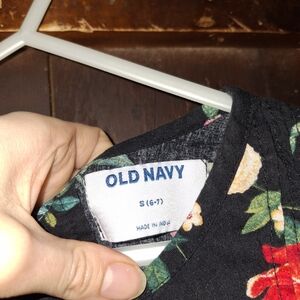 OLD NAVY
S (6-7)
MADE IN INDIA